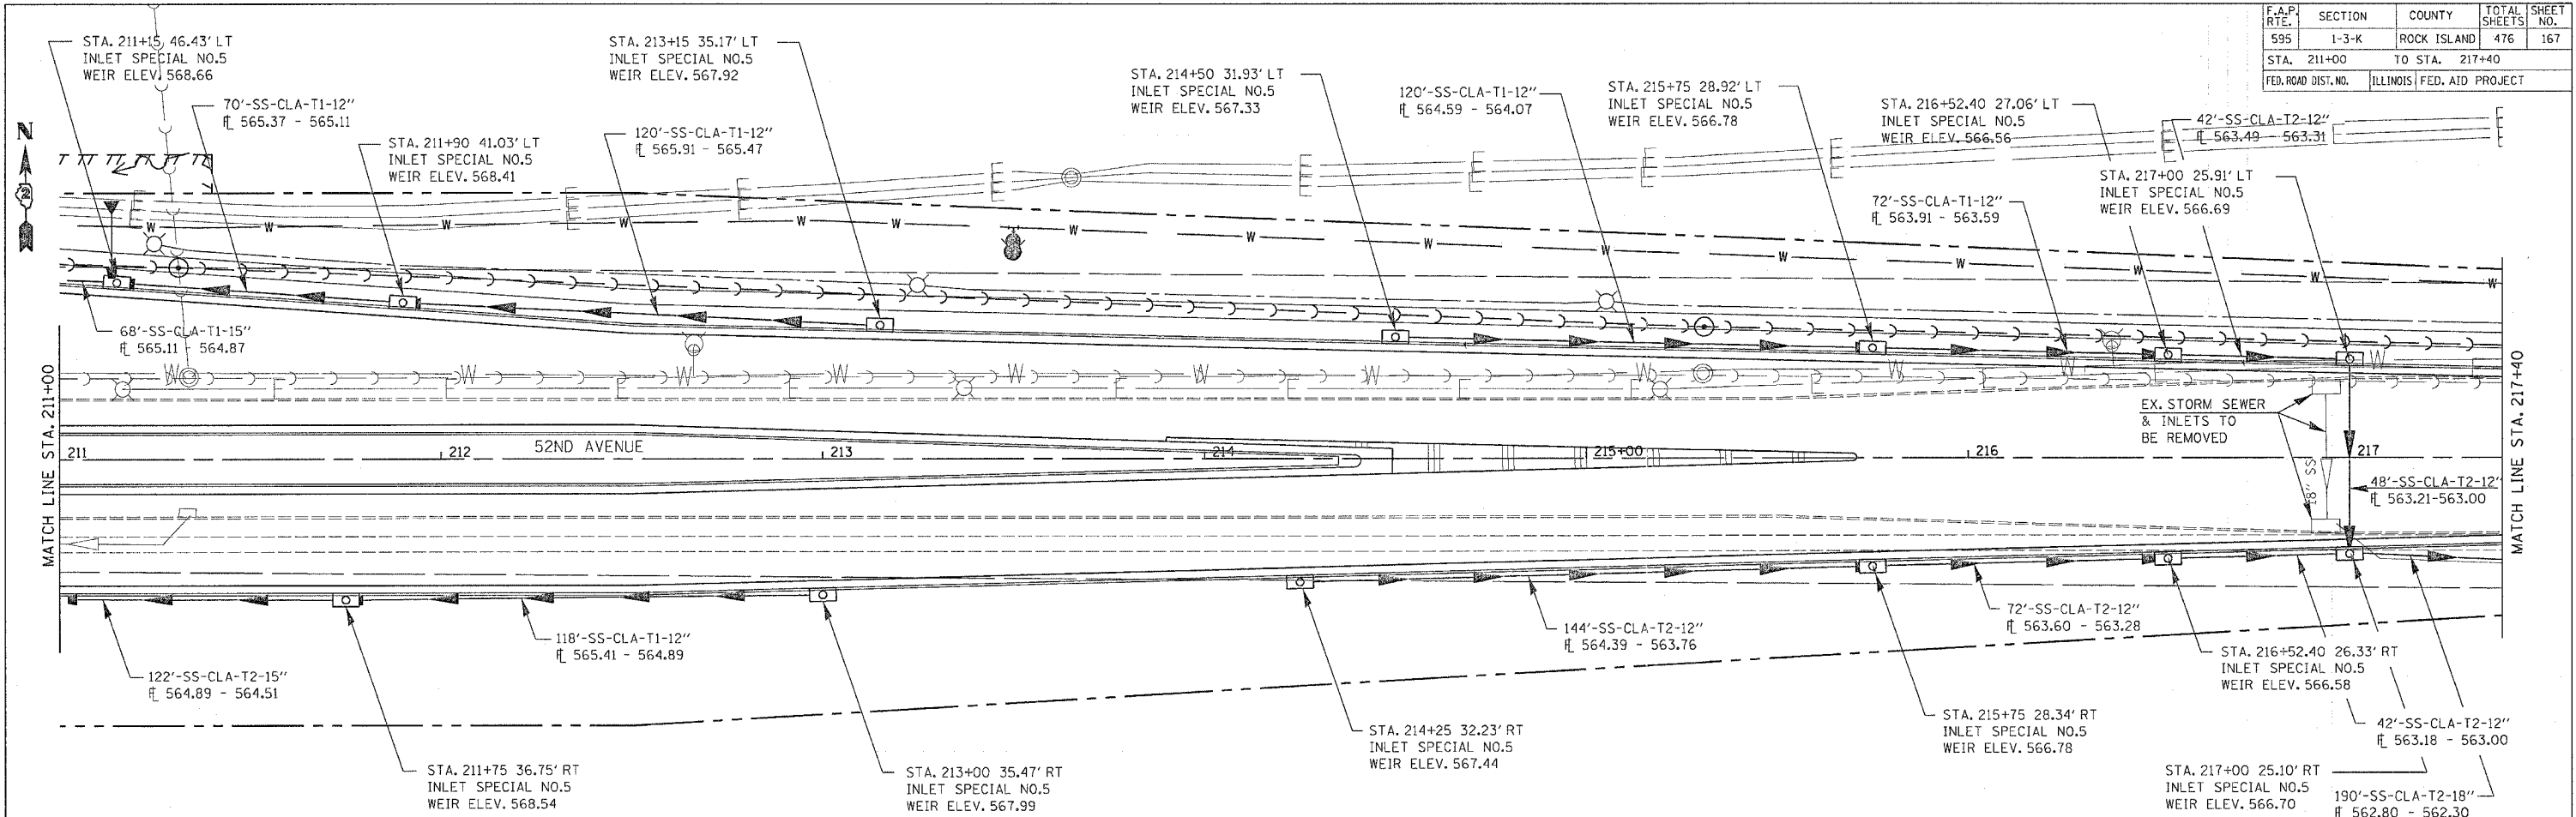 F.A.P. RTE. SECTION COUNTY TOTAL SHEETS SHEET NO.
595 1-3-K ROCK ISLAND 476 167
STA. 211+00 TO STA. 217+40
FED. ROAD DIST. NO. ILLINOIS FED. AID PROJECT
STA. 211+15 46.43' LT
INLET SPECIAL NO.5
WEIR ELEV. 568.66
70'-SS-CLA-T1-12"
FL 565.37 - 565.11
STA. 211+90 41.03' LT
INLET SPECIAL NO.5
WEIR ELEV. 568.41
STA. 213+15 35.17' LT
INLET SPECIAL NO.5
WEIR ELEV. 567.92
120'-SS-CLA-T1-12"
FL 565.91 - 565.47
STA. 214+50 31.93' LT
INLET SPECIAL NO.5
WEIR ELEV. 567.33
120'-SS-CLA-T1-12"
FL 564.59 - 564.07
STA. 215+75 28.92' LT
INLET SPECIAL NO.5
WEIR ELEV. 566.78
STA. 216+52.40 27.06' LT
INLET SPECIAL NO.5
WEIR ELEV. 566.56
42'-SS-CLA-T2-12"
FL 563.49 - 563.31
72'-SS-CLA-T1-12"
FL 563.91 - 563.59
STA. 217+00 25.91' LT
INLET SPECIAL NO.5
WEIR ELEV. 566.69
N
2
W W W W W W W W W W W W W
68'-SS-CLA-T1-15"
FL 565.11 - 564.87
W W W W W W W W W W W
MATCH LINE STA. 211+00
211 212 52ND AVENUE 213 214 215+00 216 217
EX. STORM SEWER
& INLETS TO
BE REMOVED
18" SS
48'-SS-CLA-T2-12"
FL 563.21-563.00
MATCH LINE STA. 217+40
122'-SS-CLA-T2-15"
FL 564.89 - 564.51
118'-SS-CLA-T1-12"
FL 565.41 - 564.89
144'-SS-CLA-T2-12"
FL 564.39 - 563.76
72'-SS-CLA-T2-12"
FL 563.60 - 563.28
STA. 216+52.40 26.33' RT
INLET SPECIAL NO.5
WEIR ELEV. 566.58
STA. 211+75 36.75' RT
INLET SPECIAL NO.5
WEIR ELEV. 568.54
STA. 213+00 35.47' RT
INLET SPECIAL NO.5
WEIR ELEV. 567.99
STA. 214+25 32.23' RT
INLET SPECIAL NO.5
WEIR ELEV. 567.44
STA. 215+75 28.34' RT
INLET SPECIAL NO.5
WEIR ELEV. 566.78
42'-SS-CLA-T2-12"
FL 563.18 - 563.00
STA. 217+00 25.10' RT
INLET SPECIAL NO.5
WEIR ELEV. 566.70
190'-SS-CLA-T2-18"
FL 562.80 - 562.30